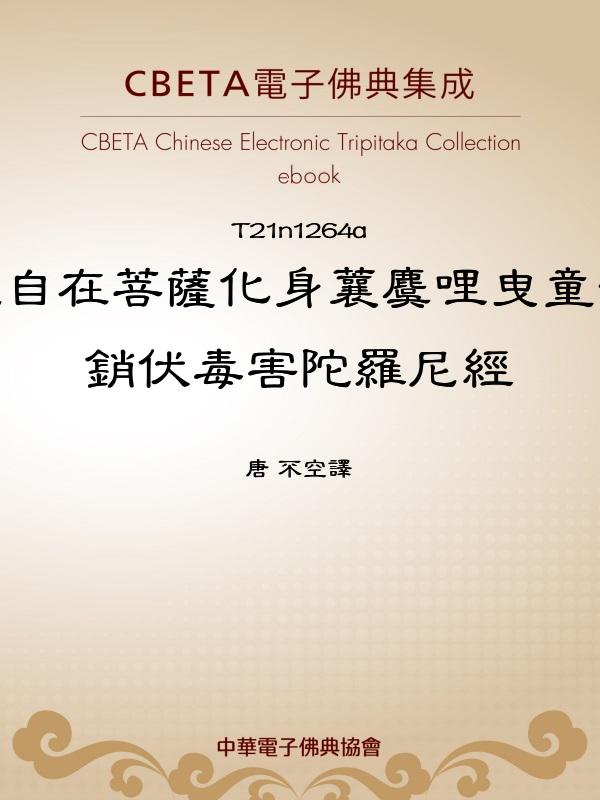 CBETA電子佛典集成
CBETA Chinese Electronic Tripitaka Collection
ebook
T21n1264a
自在菩薩化身蘘麌哩曳童
銷伏毒害陀羅尼經
唐 不空譯
中華電子佛典協會